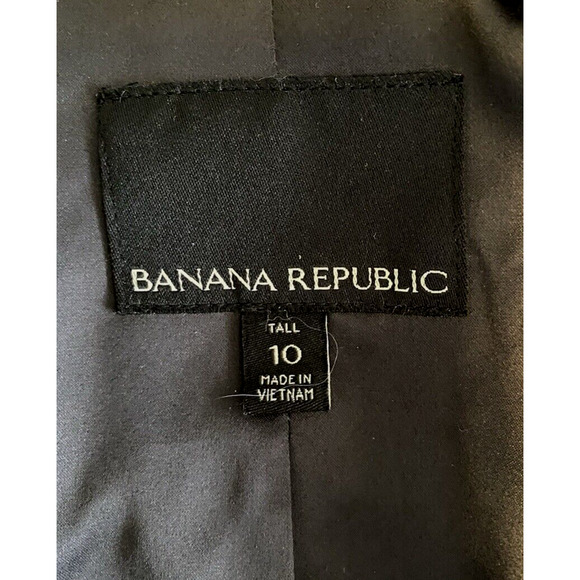 BANANA REPUBLIC
TALL
10
MADE IN
VIETNAM